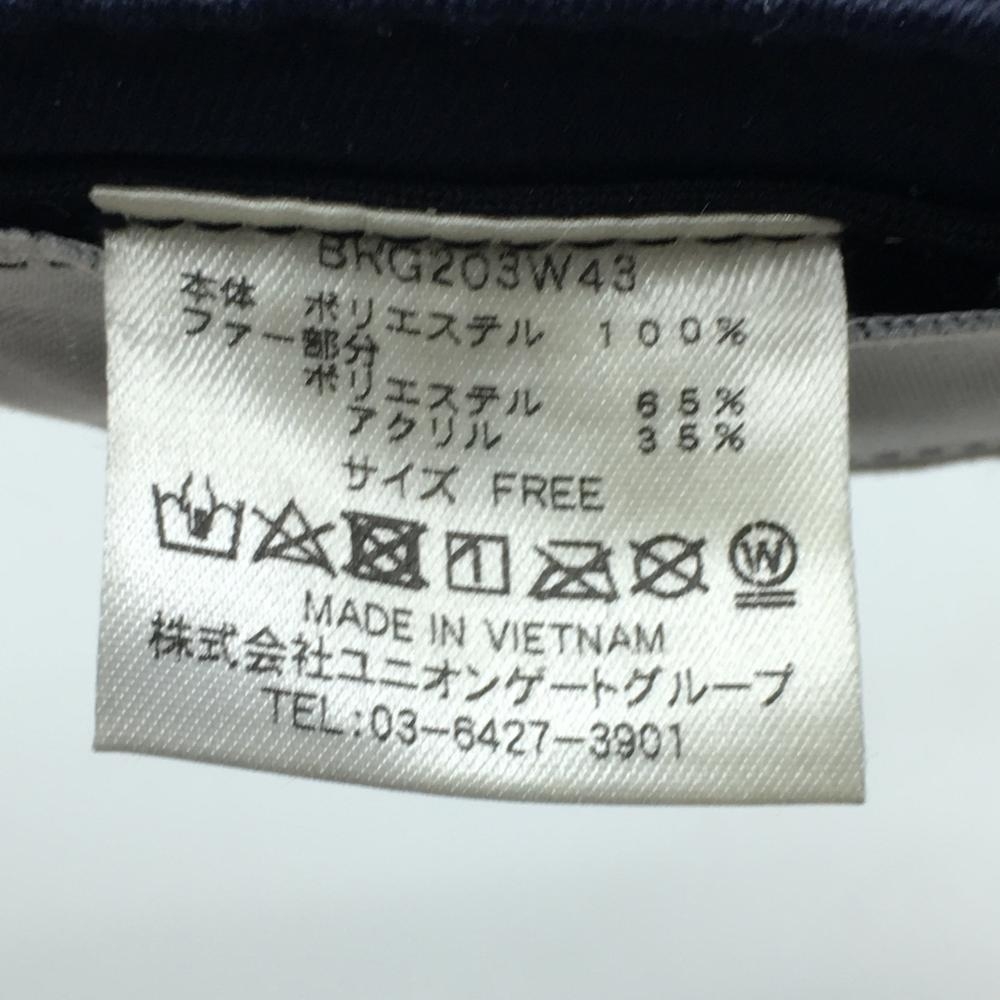 BRG203W43
本体 ポリエステル 100%
ファー部分
ポリエステル 65%
アクリル 35%
サイズ FREE
W
MADE IN VIETNAM
株式会社ユニオンゲートグループ
TEL:03-6427-3901